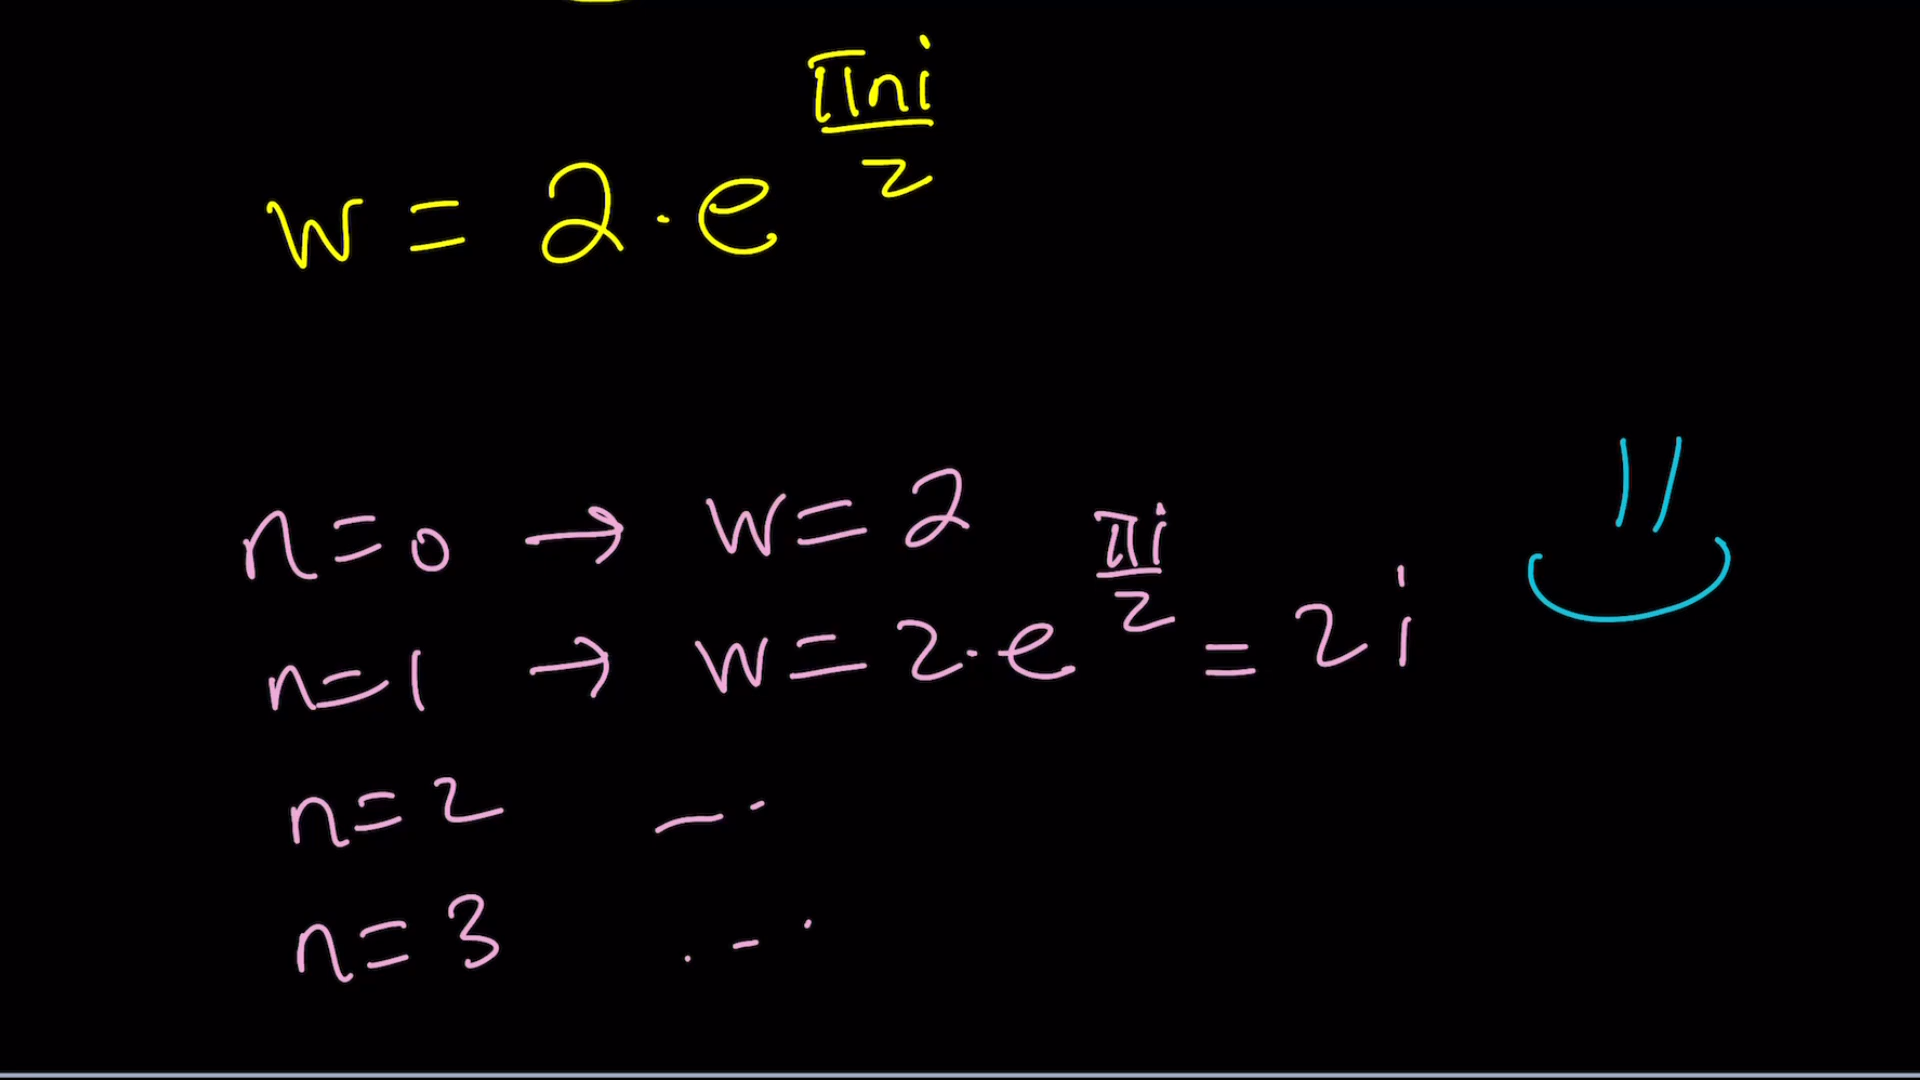 w = 2 · e^(πni/2)
n=0 → w = 2
n=1 → w = 2 · e^(πi/2) = 2i
n=2 ...
n=3 ...